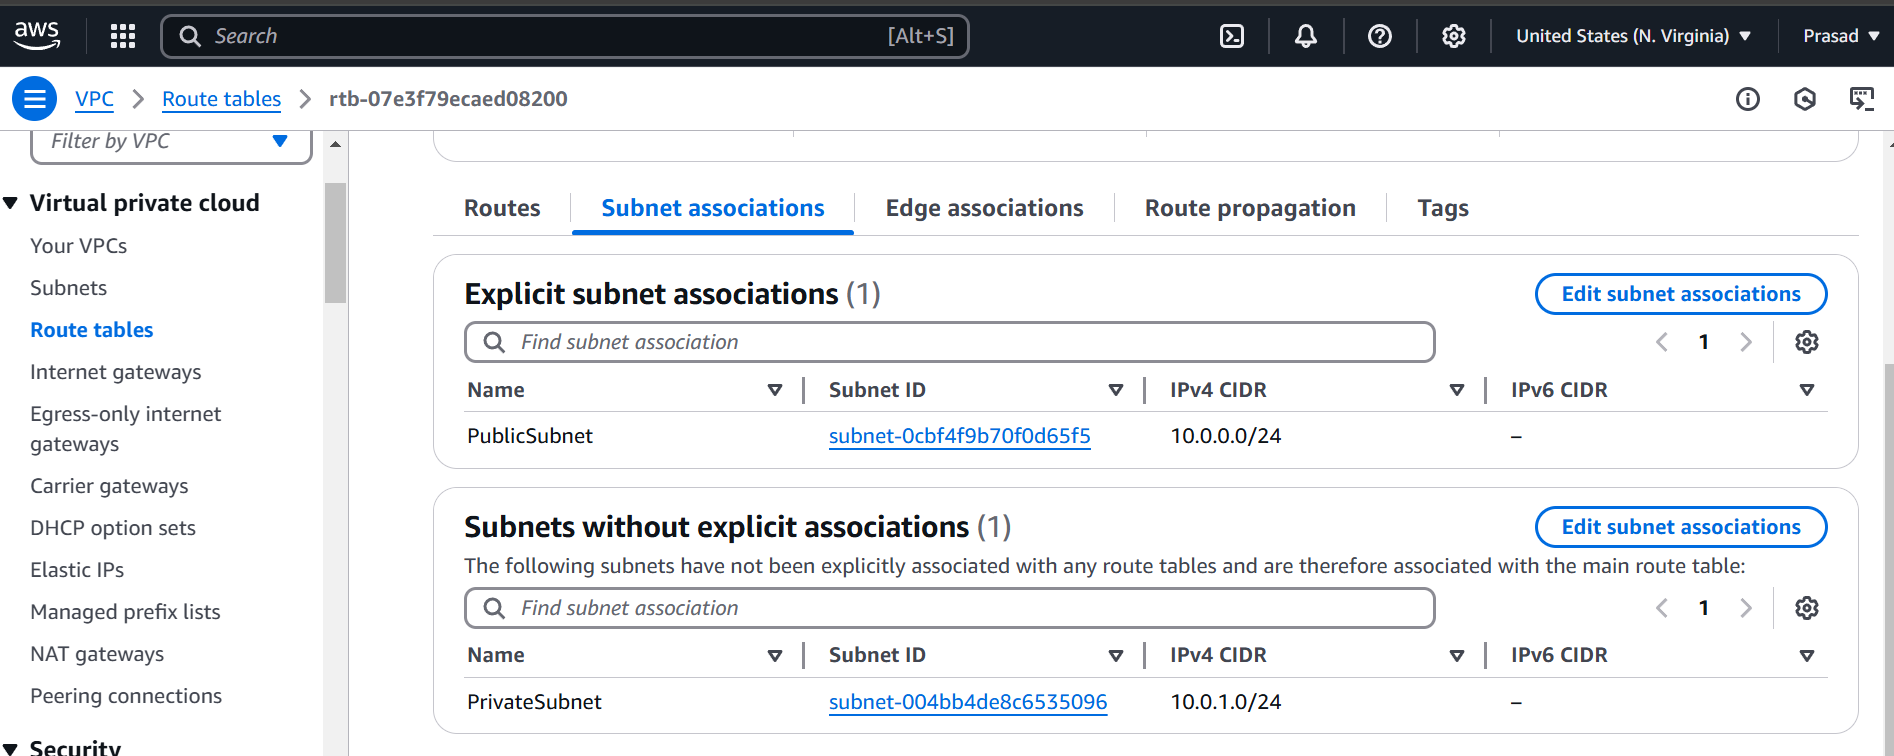 aws
Search [Alt+S]
United States (N. Virginia)
Prasad
VPC
Route tables
rtb-07e3f79ecaed08200
Filter by VPC
Virtual private cloud
Your VPCs
Subnets
Route tables
Internet gateways
Egress-only internet
gateways
Carrier gateways
DHCP option sets
Elastic IPs
Managed prefix lists
NAT gateways
Peering connections
Security
Routes
Subnet associations
Edge associations
Route propagation
Tags
Explicit subnet associations (1)
Edit subnet associations
Find subnet association
1
Name Subnet ID IPv4 CIDR IPv6 CIDR
PublicSubnet subnet-0cbf4f9b70f0d65f5 10.0.0.0/24 –
Subnets without explicit associations (1)
Edit subnet associations
The following subnets have not been explicitly associated with any route tables and are therefore associated with the main route table:
Find subnet association
1
Name Subnet ID IPv4 CIDR IPv6 CIDR
PrivateSubnet subnet-004bb4de8c6535096 10.0.1.0/24 –